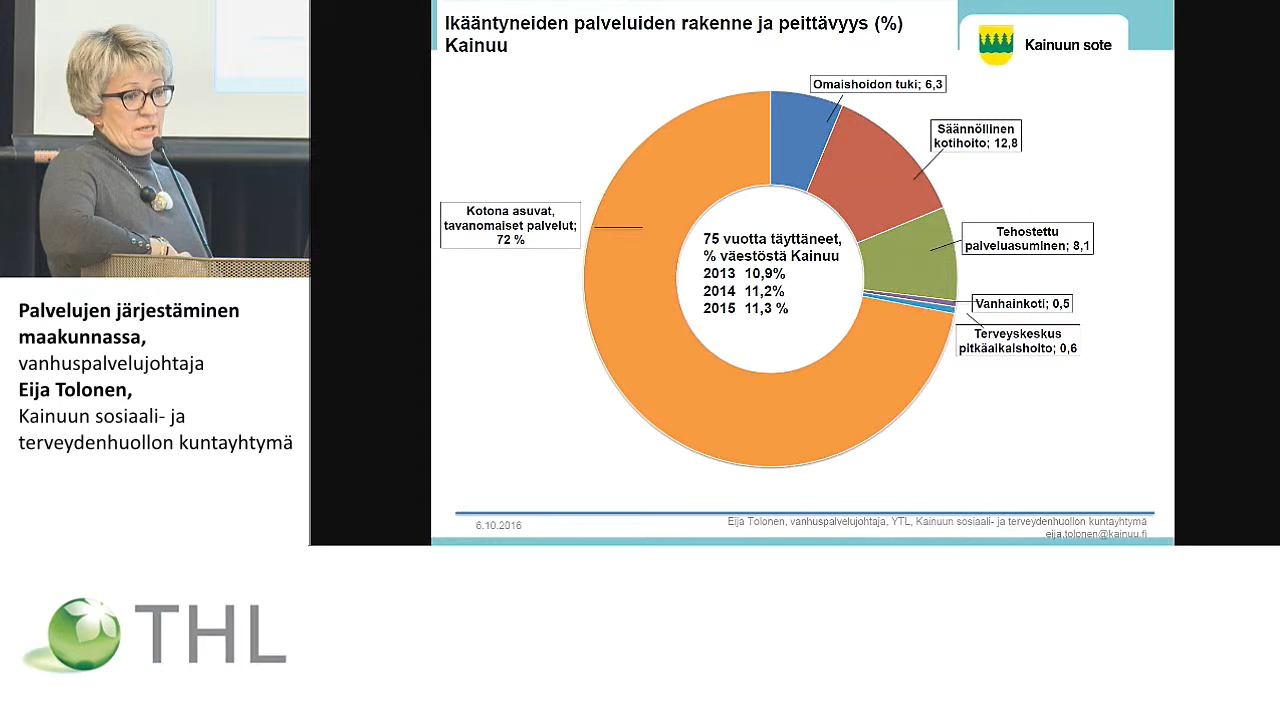 Ikääntyneiden palveluiden rakenne ja peittävyys (%)
Kainuu
Kainuun sote
Omaishoidon tuki; 6,3
Säännöllinen
kotihoito; 12,8
Kotona asuvat,
tavanomaiset palvelut;
72 %
Tehostettu
palveluasuminen; 8,1
75 vuotta täyttäneet,
% väestöstä Kainuu
2013 10,9%
2014 11,2%
2015 11,3 %
Vanhainkoti; 0,5
Terveyskeskus
pitkäaikaishoito; 0,6
6.10.2016
Eija Tolonen, vanhuspalvelujohtaja, YTL, Kainuun sosiaali- ja terveydenhuollon kuntayhtymä
eija.tolonen@kainuu.fi
Palvelujen järjestäminen
maakunnassa,
vanhuspalvelujohtaja
Eija Tolonen,
Kainuun sosiaali- ja
terveydenhuollon kuntayhtymä
THL